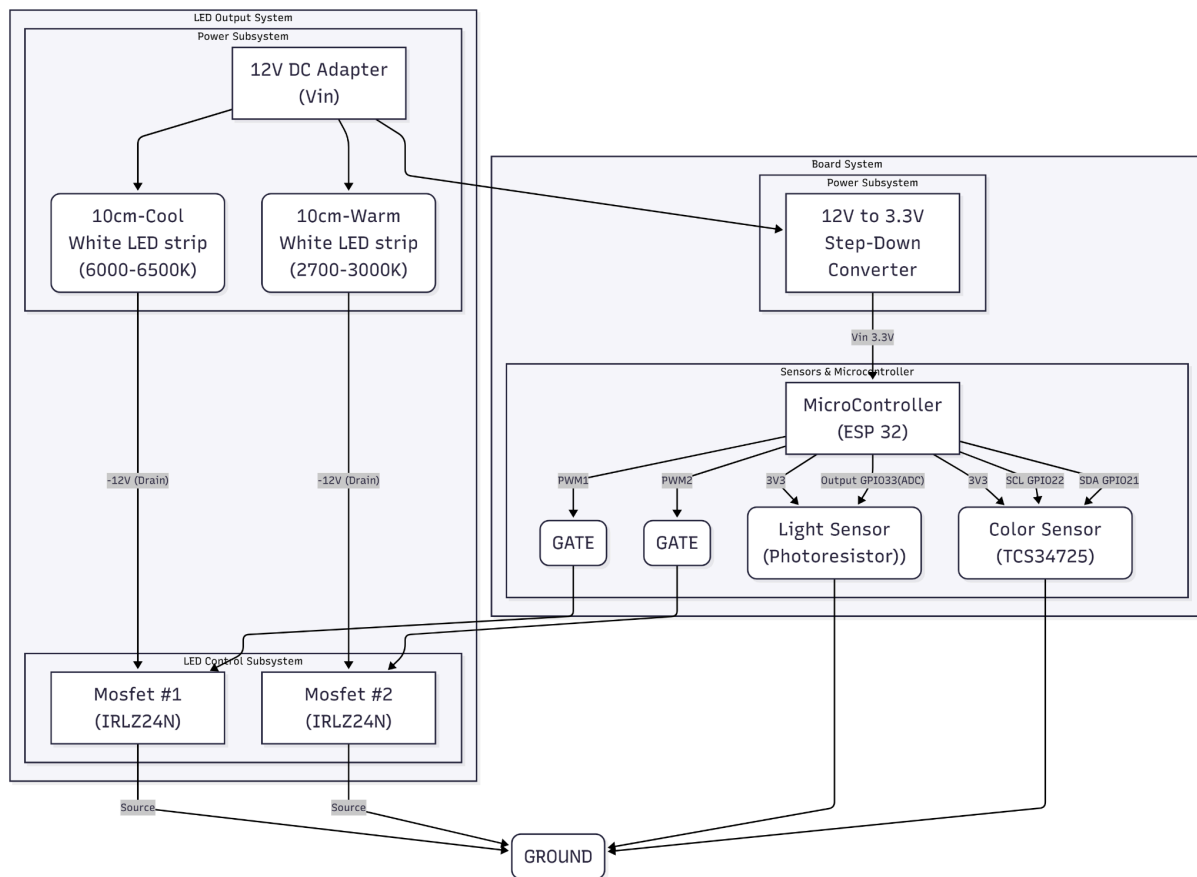 LED Output System
Power Subsystem
12V DC Adapter
(Vin)
10cm-Cool
White LED strip
(6000-6500K)
10cm-Warm
White LED strip
(2700-3000K)
Board System
Power Subsystem
12V to 3.3V
Step-Down
Converter
Vin 3.3V
Sensors & Microcontroller
MicroController
(ESP 32)
-12V (Drain)
-12V (Drain)
PWM1
PWM2
3V3
Output GPIO33(ADC)
3V3
SCL GPIO22
SDA GPIO21
GATE
GATE
Light Sensor
(Photoresistor))
Color Sensor
(TCS34725)
LED Control Subsystem
Mosfet #1
(IRLZ24N)
Mosfet #2
(IRLZ24N)
Source
Source
GROUND